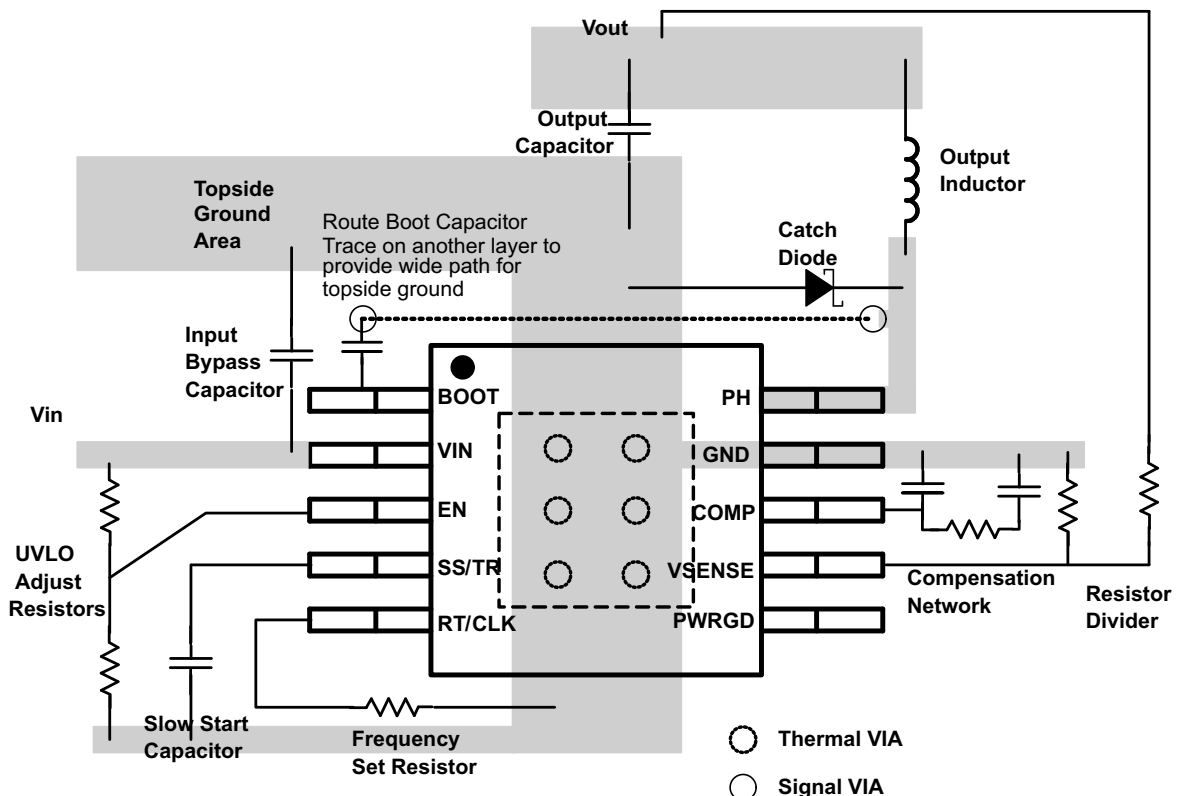 Vout
Output
Capacitor
Output
Inductor
Topside
Ground
Area
Route Boot Capacitor
Trace on another layer to
provide wide path for
topside ground
Catch
Diode
Input
Bypass
Capacitor
Vin
BOOT
VIN
EN
SS/TR
RT/CLK
PH
GND
COMP
VSENSE
PWRGD
UVLO
Adjust
Resistors
Compensation
Network
Resistor
Divider
Slow Start
Capacitor
Frequency
Set Resistor
Thermal VIA
Signal VIA